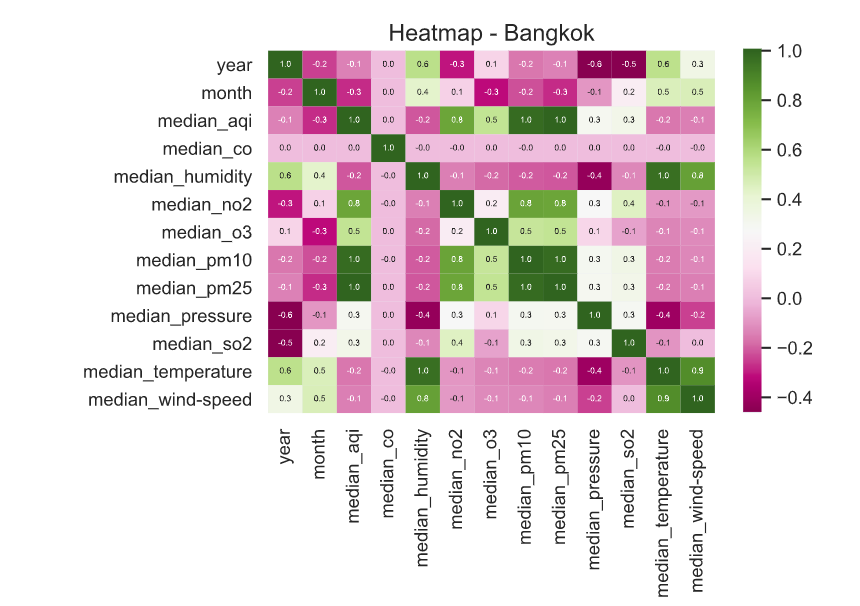 Heatmap - Bangkok
year 1.0 -0.2 -0.1 0.0 0.6 -0.3 0.1 -0.2 -0.1 -0.6 -0.5 0.6 0.3
month -0.2 1.0 -0.3 0.0 0.4 0.1 -0.3 -0.2 -0.3 -0.1 0.2 0.5 0.5
median_aqi -0.1 -0.3 1.0 0.0 -0.2 0.8 0.5 1.0 1.0 0.3 0.3 -0.2 -0.1
median_co 0.0 0.0 0.0 1.0 -0.0 -0.0 0.0 0.0 0.0 0.0 0.0 -0.0 -0.0
median_humidity 0.6 0.4 -0.2 -0.0 1.0 -0.1 -0.2 -0.2 -0.2 -0.4 -0.1 1.0 0.8
median_no2 -0.3 0.1 0.8 -0.0 -0.1 1.0 0.2 0.8 0.8 0.3 0.4 -0.1 -0.1
median_o3 0.1 -0.3 0.5 0.0 -0.2 0.2 1.0 0.5 0.5 0.1 -0.1 -0.1 -0.1
median_pm10 -0.2 -0.2 1.0 0.0 -0.2 0.8 0.5 1.0 1.0 0.3 0.3 -0.2 -0.1
median_pm25 -0.1 -0.3 1.0 0.0 -0.2 0.8 0.5 1.0 1.0 0.3 0.3 -0.2 -0.1
median_pressure -0.6 -0.1 0.3 0.0 -0.4 0.3 0.1 0.3 0.3 1.0 0.3 -0.4 -0.2
median_so2 -0.5 0.2 0.3 0.0 -0.1 0.4 -0.1 0.3 0.3 0.3 1.0 -0.1 0.0
median_temperature 0.6 0.5 -0.2 -0.0 1.0 -0.1 -0.1 -0.2 -0.2 -0.4 -0.1 1.0 0.9
median_wind-speed 0.3 0.5 -0.1 -0.0 0.8 -0.1 -0.1 -0.1 -0.1 -0.2 0.0 0.9 1.0
year
month
median_aqi
median_co
median_humidity
median_no2
median_o3
median_pm10
median_pm25
median_pressure
median_so2
median_temperature
median_wind-speed
1.0
0.8
0.6
0.4
0.2
0.0
−0.2
−0.4